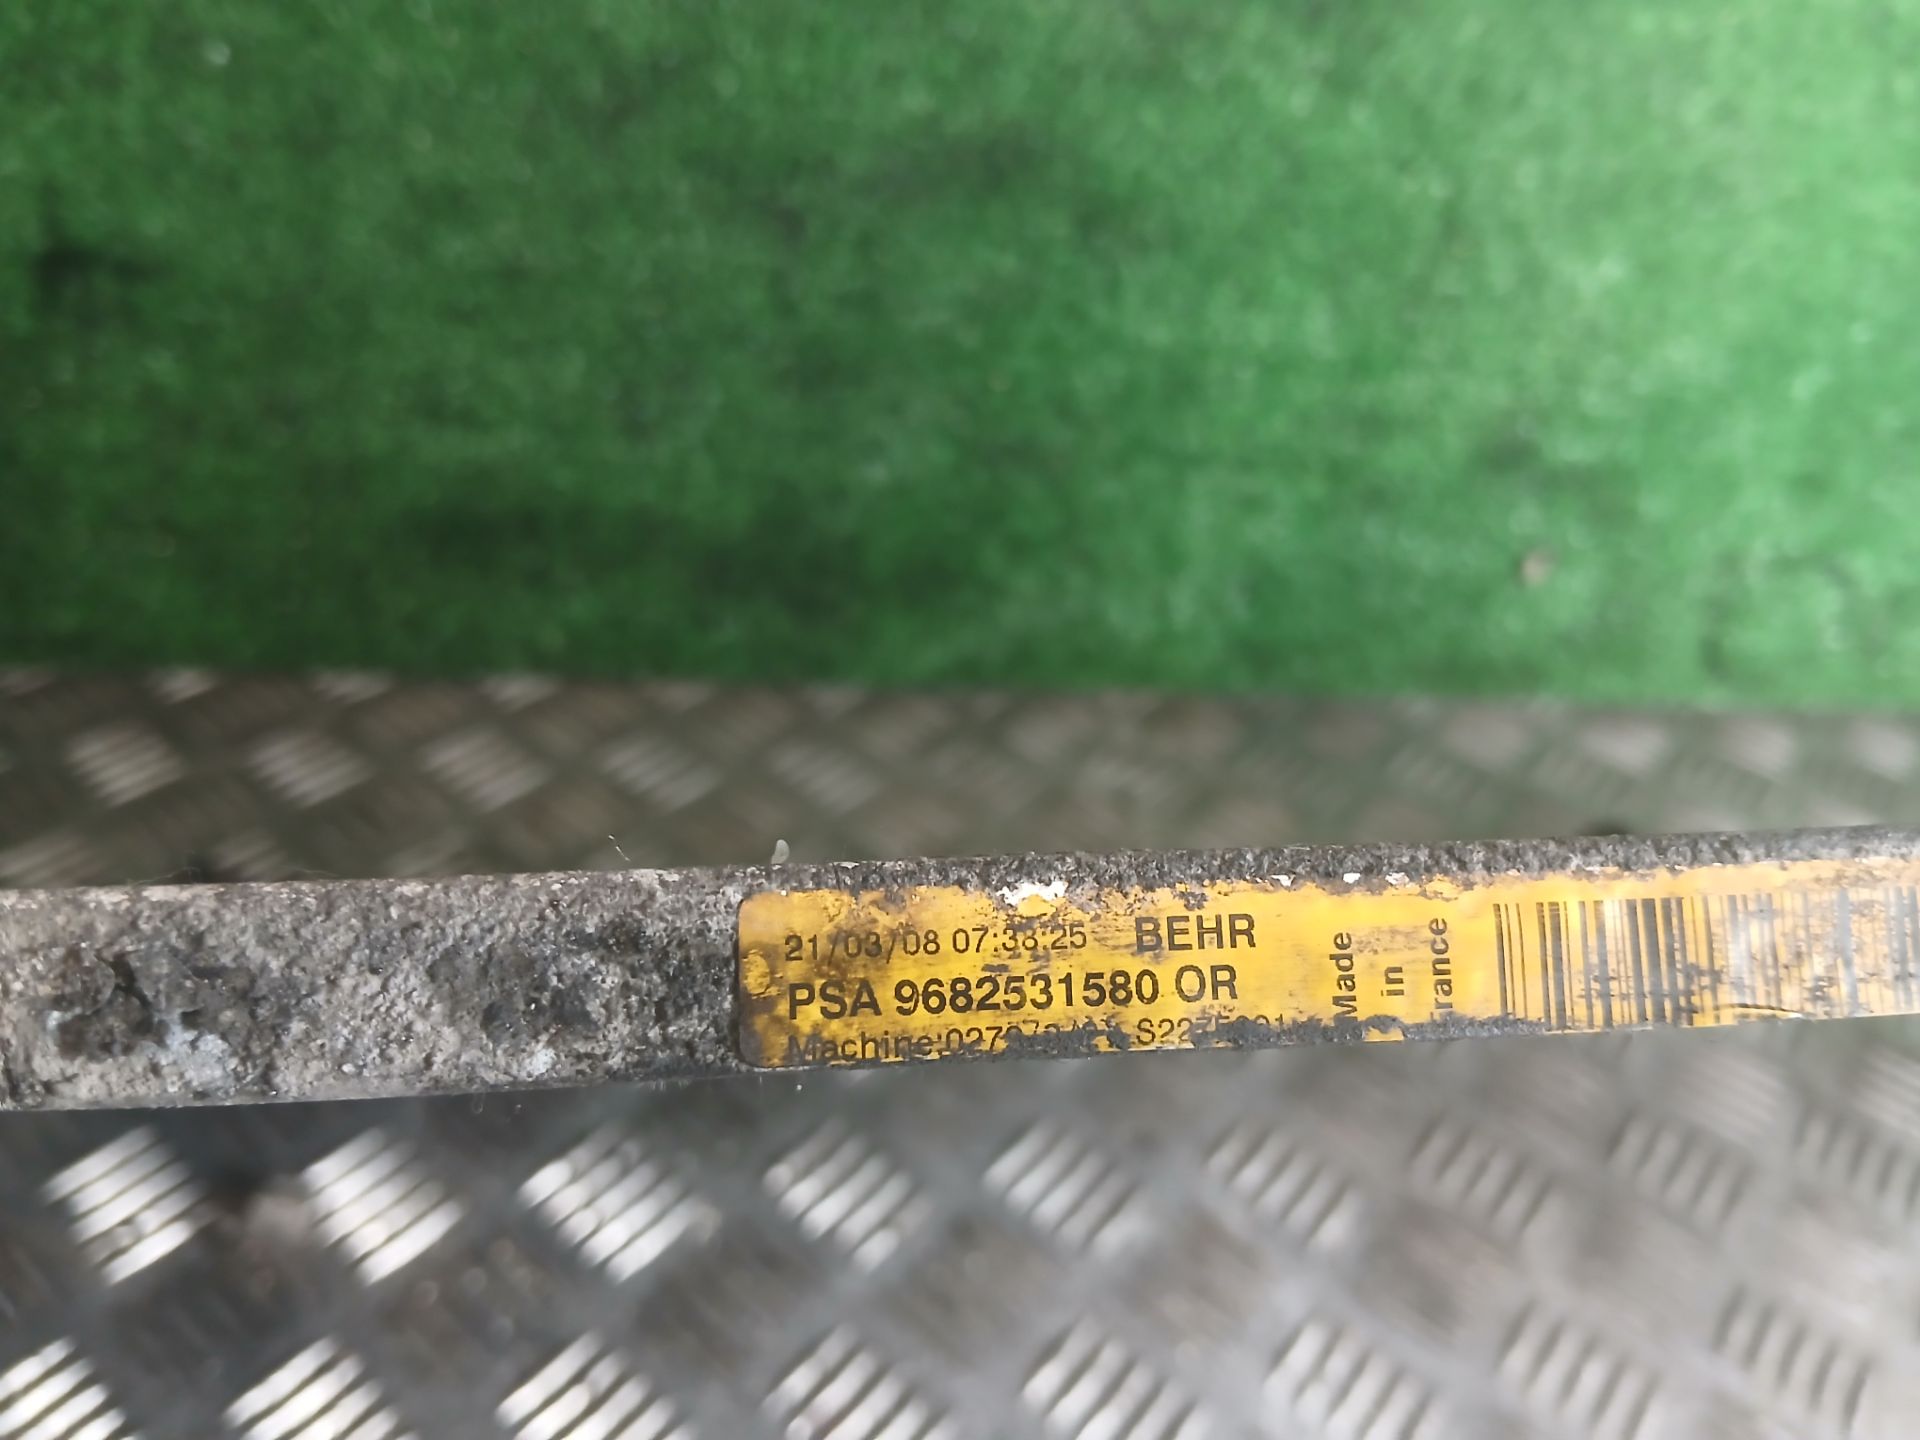 21/03/08 07:38:25 BEHR
PSA 9682531580 OR
Made
in
France